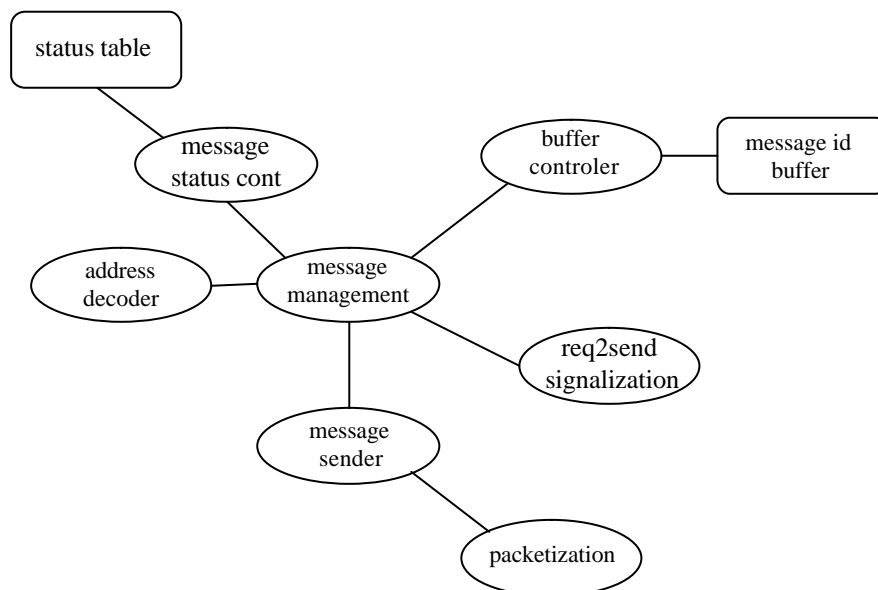 status table
message
status cont
buffer
controler
message id
buffer
address
decoder
message
management
req2send
signalization
message
sender
packetization